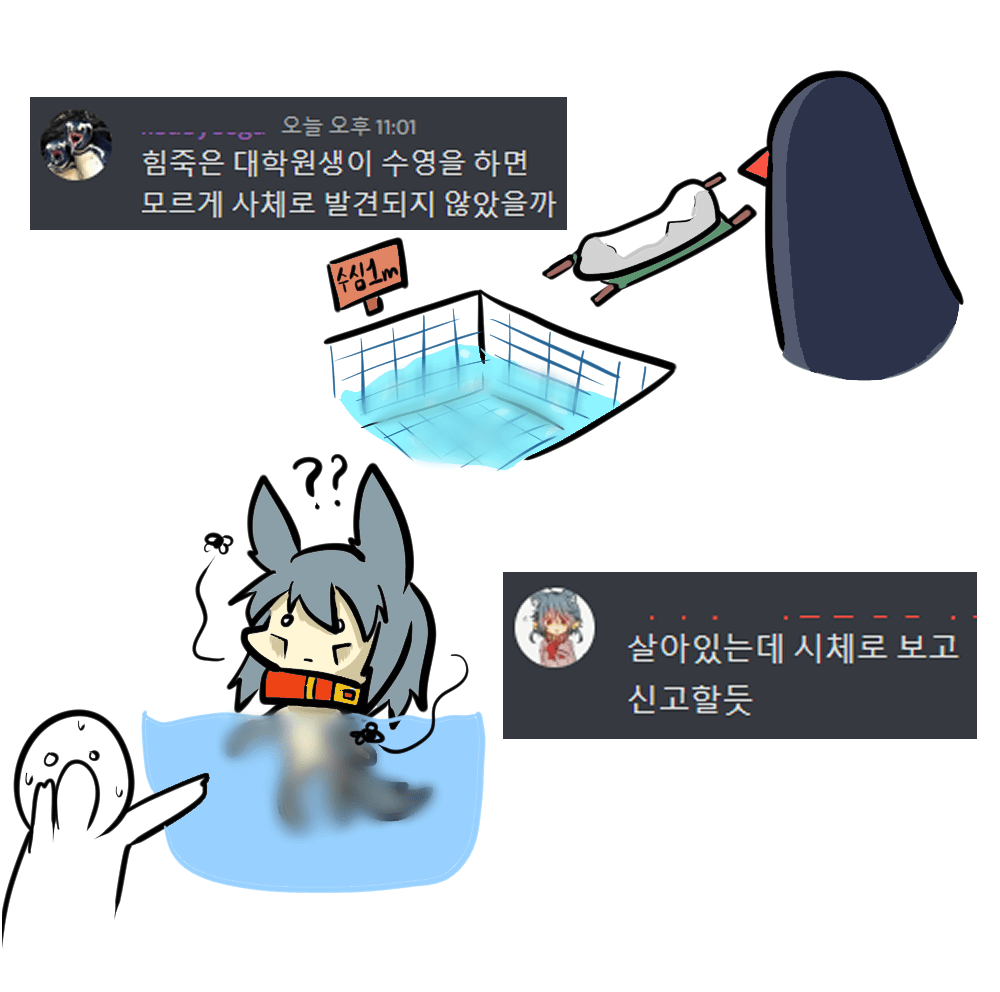 오늘 오후 11:01
힘죽은 대학원생이 수영을 하면
모르게 사체로 발견되지 않았을까
수심1m
??
살아있는데 시체로 보고
신고할듯